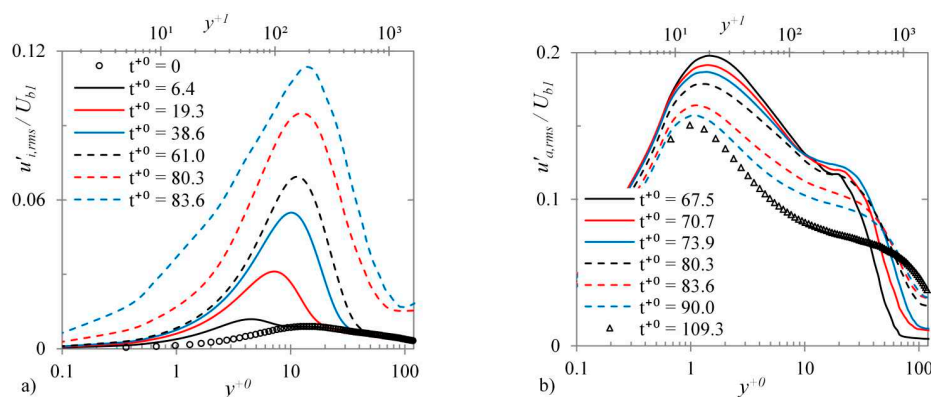 y⁺¹
10¹ 10² 10³
0.12
0.06
0
u'i,rms / Ub1
t⁺⁰ = 0
t⁺⁰ = 6.4
t⁺⁰ = 19.3
t⁺⁰ = 38.6
t⁺⁰ = 61.0
t⁺⁰ = 80.3
t⁺⁰ = 83.6
0.1 1 10 100
a) y⁺⁰
y⁺¹
10¹ 10² 10³
0.2
0.1
0
u'a,rms / Ub1
t⁺⁰ = 67.5
t⁺⁰ = 70.7
t⁺⁰ = 73.9
t⁺⁰ = 80.3
t⁺⁰ = 83.6
t⁺⁰ = 90.0
t⁺⁰ = 109.3
0.1 1 10 100
b) y⁺⁰